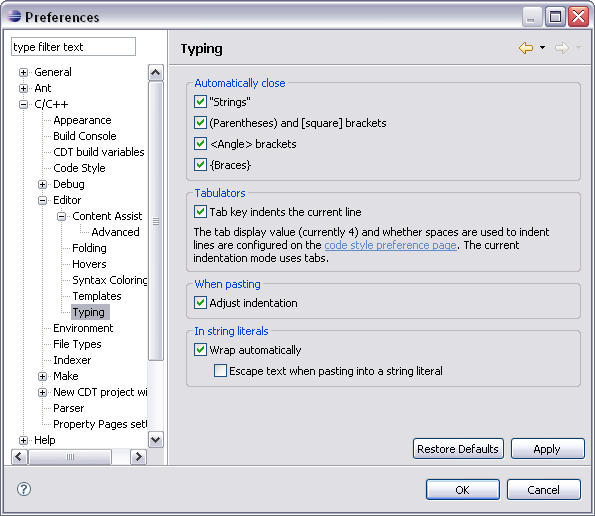 Preferences
type filter text
General
Ant
C/C++
Appearance
Build Console
CDT build variables
Code Style
Debug
Editor
Content Assist
Advanced
Folding
Hovers
Syntax Coloring
Templates
Typing
Environment
File Types
Indexer
Make
New CDT project wi
Parser
Property Pages sett
Help
Typing
Automatically close
"Strings"
(Parentheses) and [square] brackets
<Angle> brackets
{Braces}
Tabulators
Tab key indents the current line
The tab display value (currently 4) and whether spaces are used to indent
lines are configured on the code style preference page. The current
indentation mode uses tabs.
When pasting
Adjust indentation
In string literals
Wrap automatically
Escape text when pasting into a string literal
Restore Defaults
Apply
?
OK
Cancel